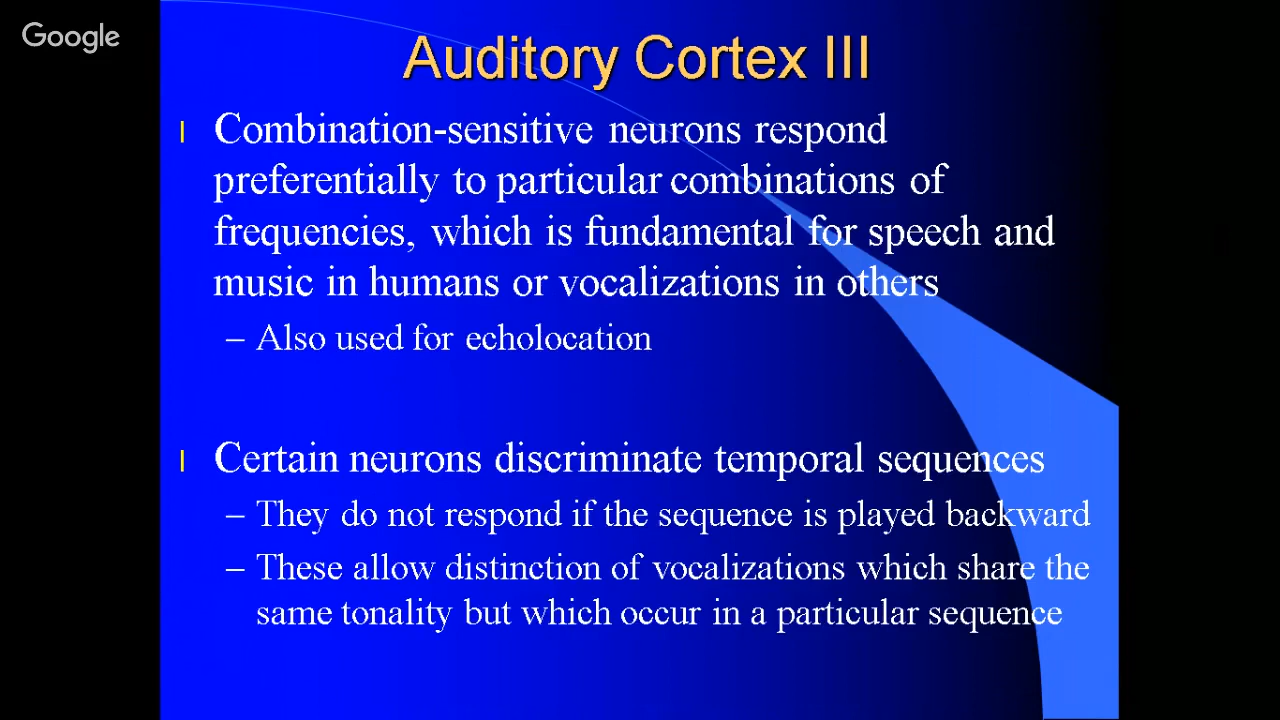 Google
Auditory Cortex III
l Combination-sensitive neurons respond
preferentially to particular combinations of
frequencies, which is fundamental for speech and
music in humans or vocalizations in others
– Also used for echolocation
l Certain neurons discriminate temporal sequences
– They do not respond if the sequence is played backward
– These allow distinction of vocalizations which share the
same tonality but which occur in a particular sequence